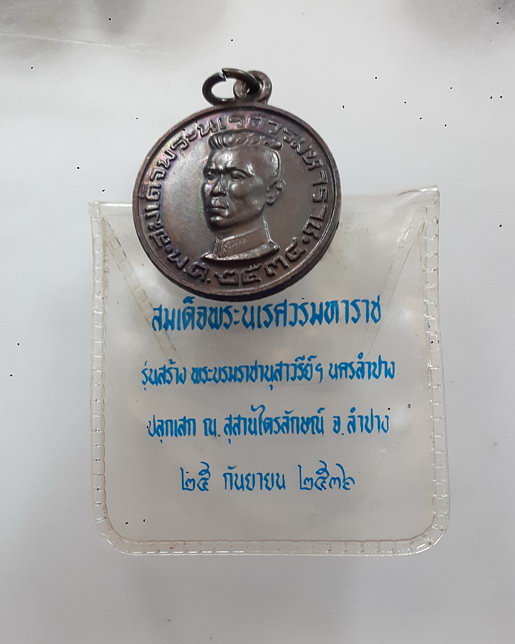 สมเด็จพระนเรศวรมหาราช
พ.ศ. ๒๕๓๔
สมเด็จพระนเรศวรมหาราช
รุ่นสร้าง พระบรมราชานุสาวรีย์ฯ นครลำปาง
ปลุกเสก ณ. สุสานไตรลักษณ์ จ. ลำปาง
๒๕ กันยายน ๒๕๓๔